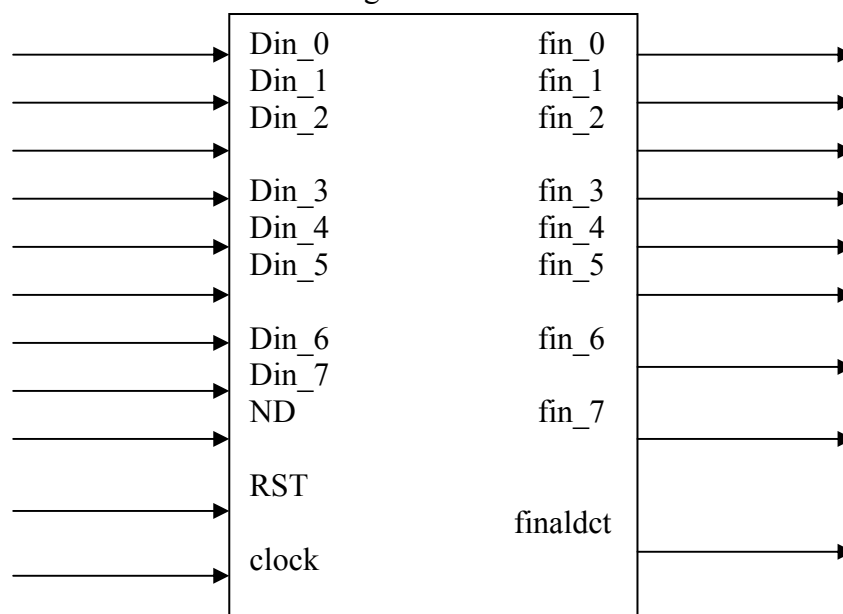 Din_0 fin_0
Din_1 fin_1
Din_2 fin_2
Din_3 fin_3
Din_4 fin_4
Din_5 fin_5
Din_6 fin_6
Din_7
ND fin_7
RST
finaldct
clock